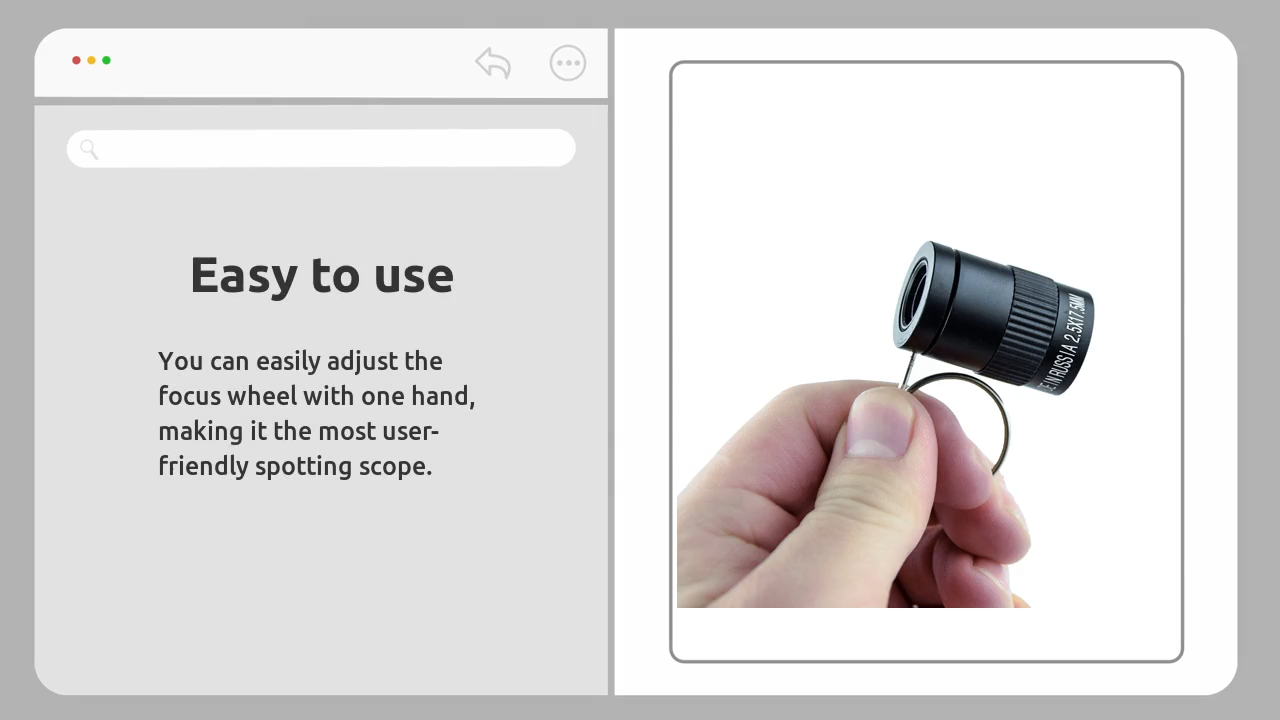 Easy to use
You can easily adjust the
focus wheel with one hand,
making it the most user-
friendly spotting scope.
IN RUSSIA 2.5X17.5MM